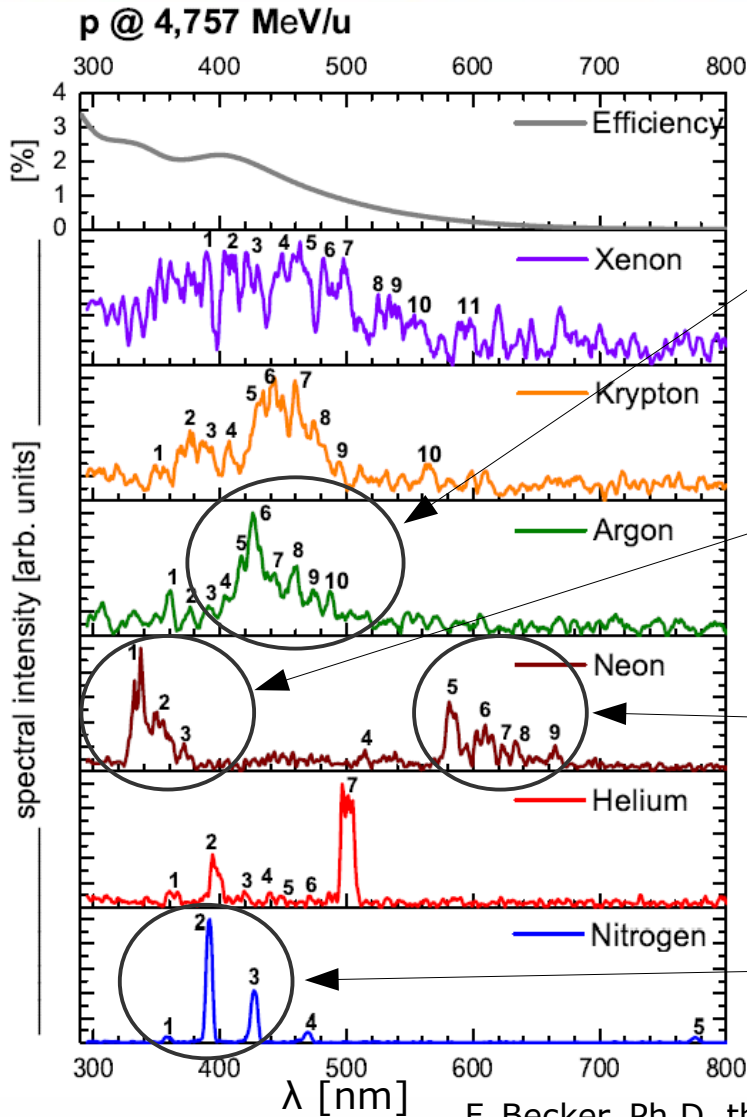 p @ 4,757 MeV/u
300 400 500 600 700 800
4
3
2
1
0
[%]
Efficiency
Xenon
1 2 3 4 5 6 7 8 9 10 11
Krypton
1 2 3 4 5 6 7 8 9 10
Argon
1 2 3 4 5 6 7 8 9 10
Neon
1 2 3 4 5 6 7 8 9
Helium
1 2 3 4 5 6 7
Nitrogen
1 2 3 4 5
spectral intensity [arb. units]
300 400 500 600 700 800
λ [nm]
F. Becker, Ph.D. th